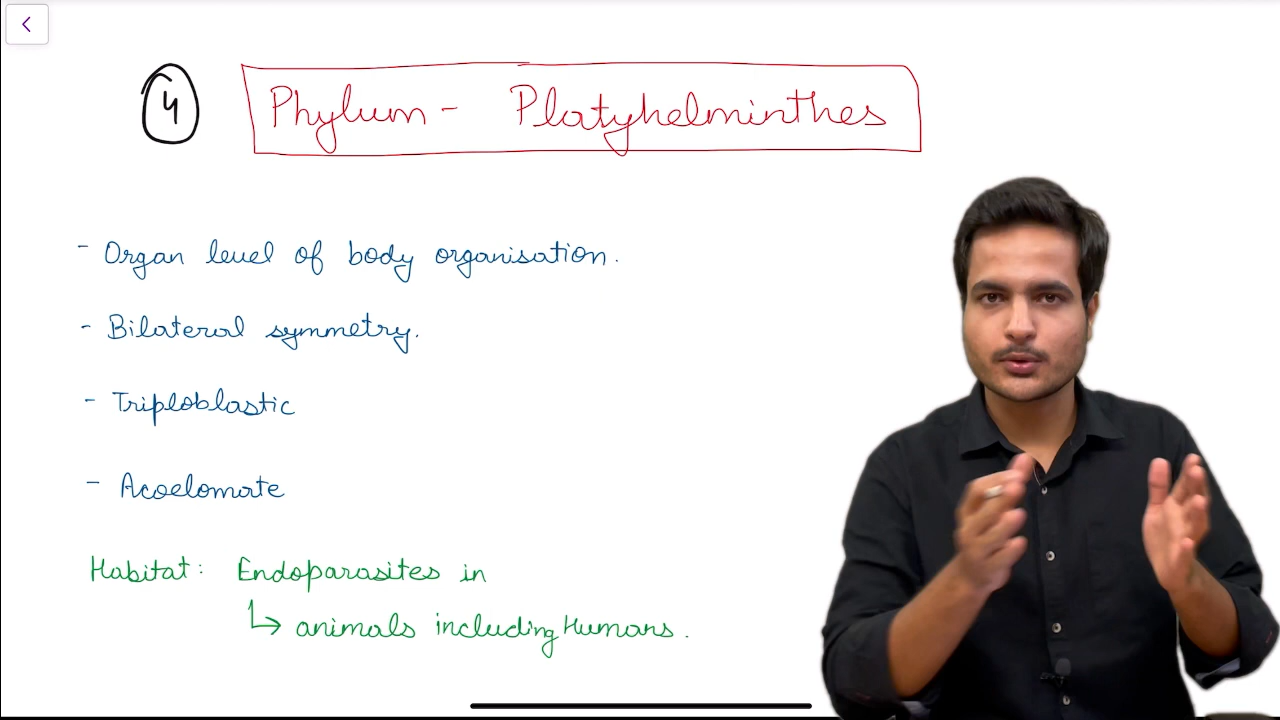 4
Phylum - Platyhelminthes
- Organ level of body organisation.
- Bilateral symmetry.
- Triploblastic
- Acoelomate
Habitat: Endoparasites in
↳ animals including Humans.